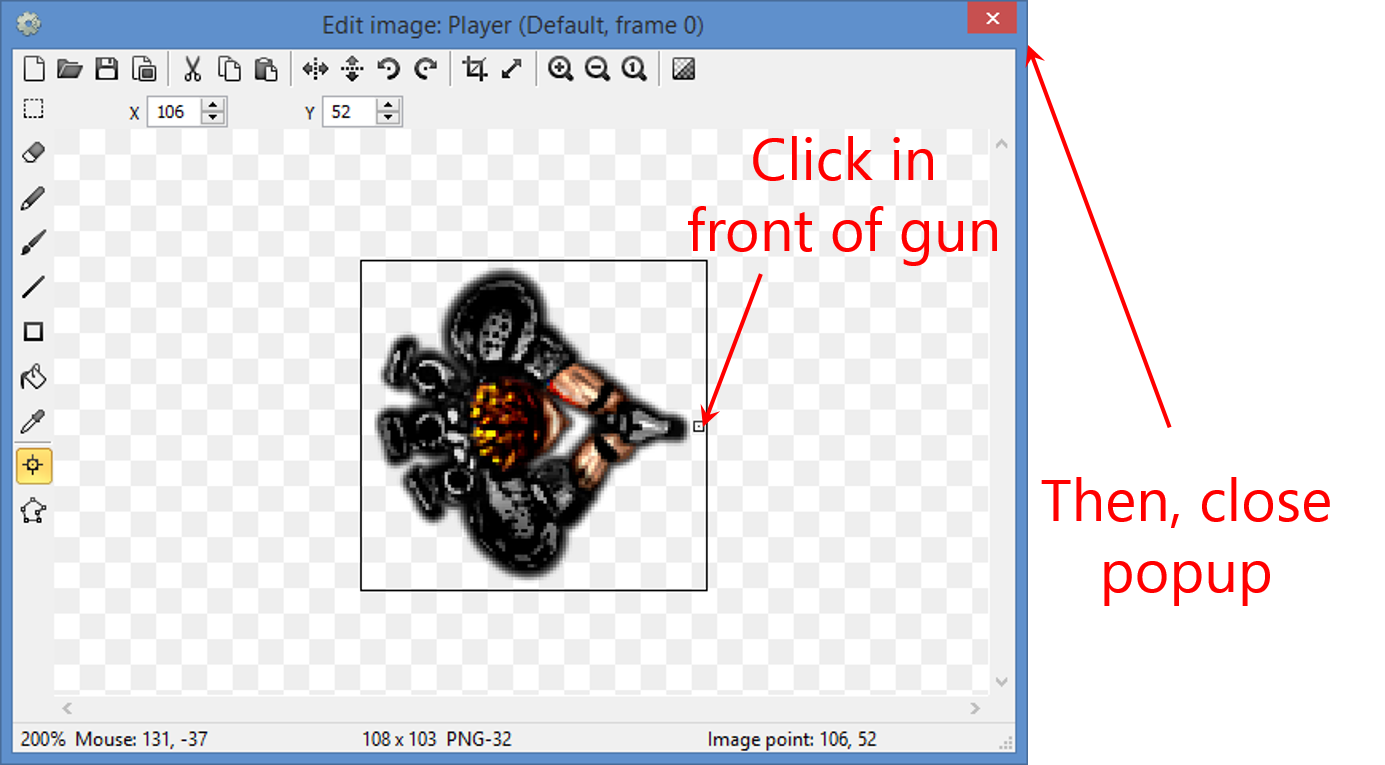 Edit image: Player (Default, frame 0)
X 106 Y 52
Click in
front of gun
Then, close
popup
200% Mouse: 131, -37 108 x 103 PNG-32 Image point: 106, 52